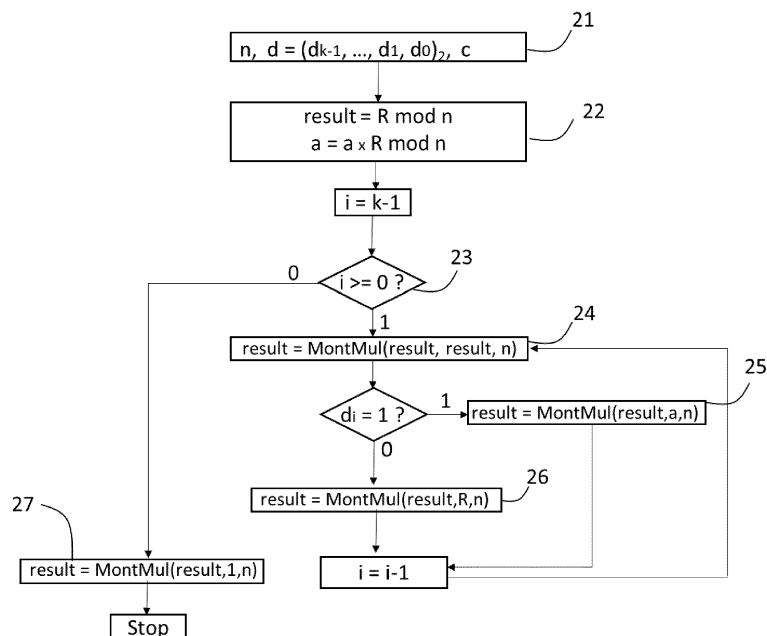 21
n, d = (dk-1, ..., d1, d0)2, c
22
result = R mod n
a = a x R mod n
i = k-1
23
0
i >= 0 ?
1
24
result = MontMul(result, result, n)
25
di = 1 ?
1
result = MontMul(result,a,n)
0
26
result = MontMul(result,R,n)
27
result = MontMul(result,1,n)
i = i-1
Stop